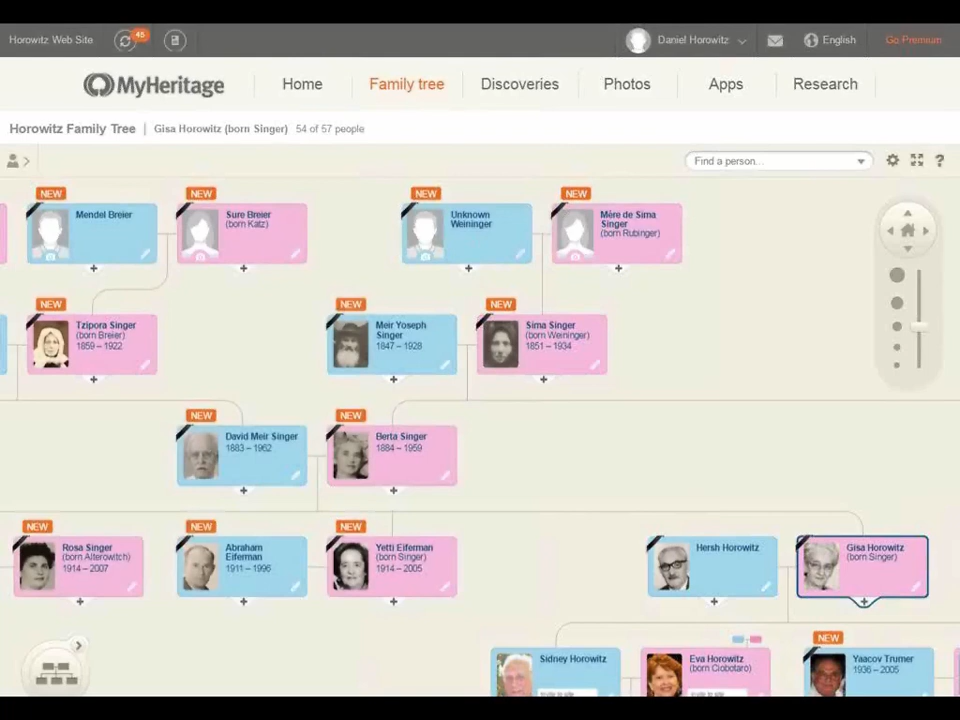 Horowitz Web Site
45
Daniel Horowitz
English
Go Premium
MyHeritage
Home
Family tree
Discoveries
Photos
Apps
Research
Horowitz Family Tree | Gisa Horowitz (born Singer) 54 of 57 people
Find a person...
?
NEW
Mendel Breier
NEW
Sure Breier
(born Katz)
NEW
Unknown
Weininger
NEW
Mère de Sima
Singer
(born Rubinger)
NEW
Tzipora Singer
(born Breier)
1859 – 1922
NEW
Meir Yoseph
Singer
1847 – 1928
NEW
Sima Singer
(born Weininger)
1851 – 1934
NEW
David Meir Singer
1883 – 1962
NEW
Berta Singer
1884 – 1959
NEW
Rosa Singer
(born Alterowitch)
1914 – 2007
NEW
Abraham
Eiferman
1911 – 1996
NEW
Yetti Eiferman
(born Singer)
1914 – 2005
Hersh Horowitz
Gisa Horowitz
(born Singer)
Sidney Horowitz
Eva Horowitz
(born Ciobotaro)
NEW
Yaacov Trumer
1936 – 2005